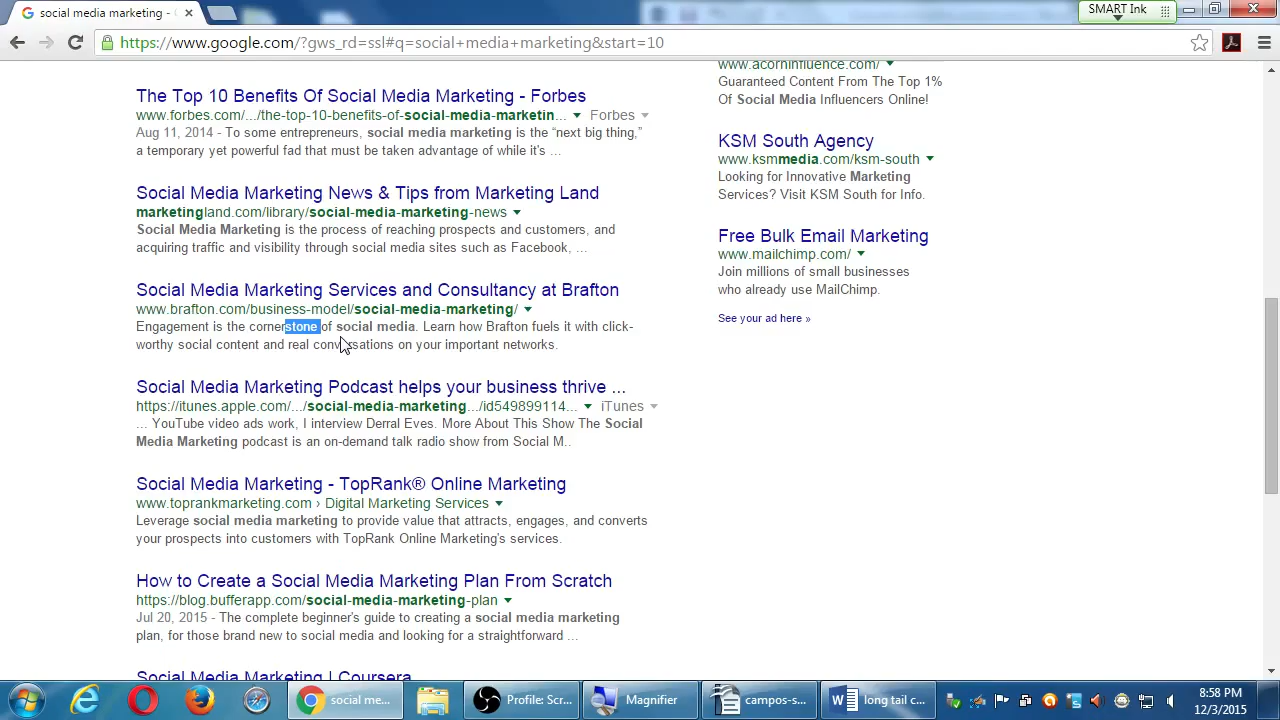 social media marketing -
SMART Ink
https://www.google.com/?gws_rd=ssl#q=social+media+marketing&start=10
The Top 10 Benefits Of Social Media Marketing - Forbes
www.forbes.com/.../the-top-10-benefits-of-social-media-marketin... Forbes
Aug 11, 2014 - To some entrepreneurs, social media marketing is the “next big thing,”
a temporary yet powerful fad that must be taken advantage of while it's ...
Social Media Marketing News & Tips from Marketing Land
marketingland.com/library/social-media-marketing-news
Social Media Marketing is the process of reaching prospects and customers, and
acquiring traffic and visibility through social media sites such as Facebook, ...
Social Media Marketing Services and Consultancy at Brafton
www.brafton.com/business-model/social-media-marketing/
Engagement is the cornerstone of social media. Learn how Brafton fuels it with click-
worthy social content and real conversations on your important networks.
Social Media Marketing Podcast helps your business thrive ...
https://itunes.apple.com/.../social-media-marketing.../id549899114... iTunes
... YouTube video ads work, I interview Derral Eves. More About This Show The Social
Media Marketing podcast is an on-demand talk radio show from Social M..
Social Media Marketing - TopRank® Online Marketing
www.toprankmarketing.com › Digital Marketing Services
Leverage social media marketing to provide value that attracts, engages, and converts
your prospects into customers with TopRank Online Marketing's services.
How to Create a Social Media Marketing Plan From Scratch
https://blog.bufferapp.com/social-media-marketing-plan
Jul 20, 2015 - The complete beginner's guide to creating a social media marketing
plan, for those brand new to social media and looking for a straightforward ...
Social Media Marketing | Coursera
www.acorninfluence.com/
Guaranteed Content From The Top 1%
Of Social Media Influencers Online!
KSM South Agency
www.ksmmedia.com/ksm-south
Looking for Innovative Marketing
Services? Visit KSM South for Info.
Free Bulk Email Marketing
www.mailchimp.com/
Join millions of small businesses
who already use MailChimp.
See your ad here »
social me...
Profile: Scr...
Magnifier
campos-s...
long tail c...
8:58 PM
12/3/2015